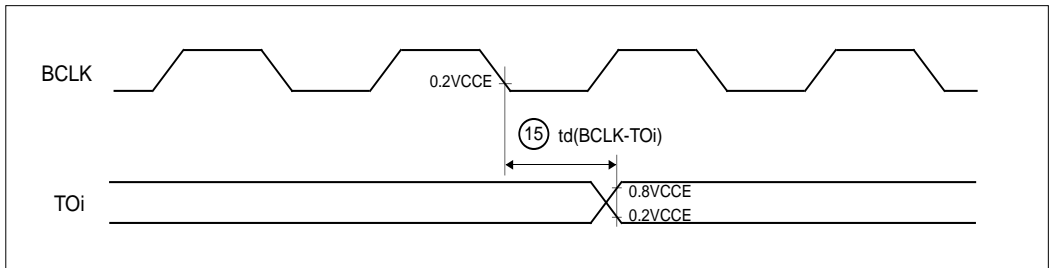 BCLK
0.2VCCE
15 td(BCLK-TOi)
TOi
0.8VCCE
0.2VCCE